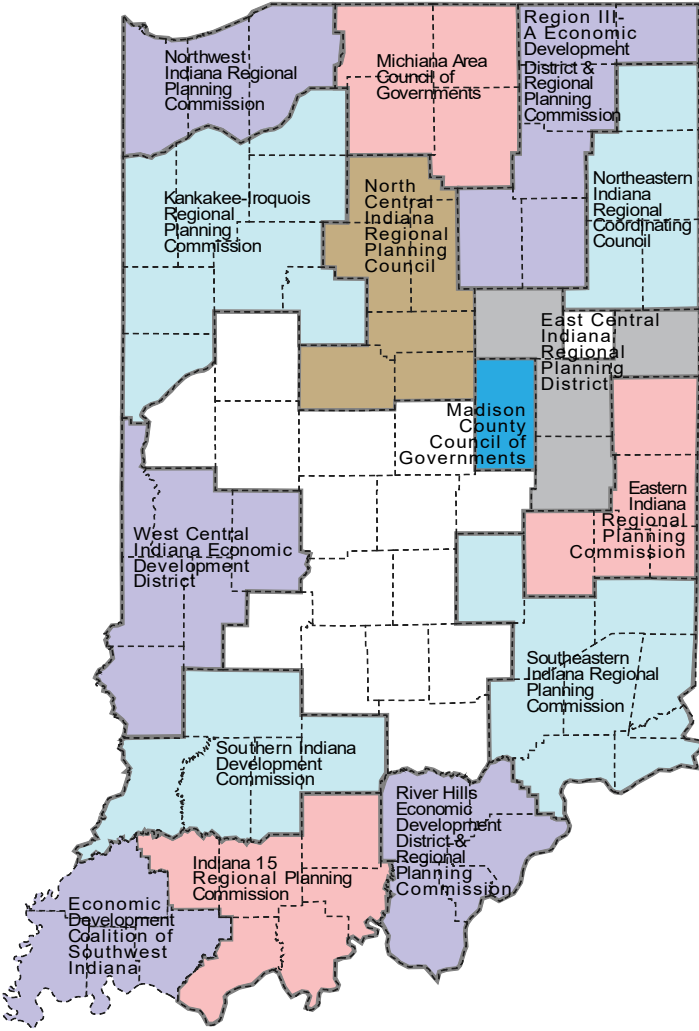 Northwest
Indiana Regional
Planning
Commission
Michiana Area
Council of
Governments
Region III-
A Economic
Development
District &
Regional
Planning
Commission
Kankakee-Iroquois
Regional
Planning
Commission
North
Central
Indiana
Regional
Planning
Council
Northeastern
Indiana
Regional
Coordinating
Council
East Central
Indiana
Regional
Planning
District
Madison
County
Council of
Governments
Eastern
Indiana
Regional
Planning
Commission
West Central
Indiana Economic
Development
District
Southeastern
Indiana Regional
Planning
Commission
Southern Indiana
Development
Commission
River Hills
Economic
Development
District &
Regional
Planning
Commission
Indiana 15
Regional Planning
Commission
Economic
Development
Coalition of
Southwest
Indiana